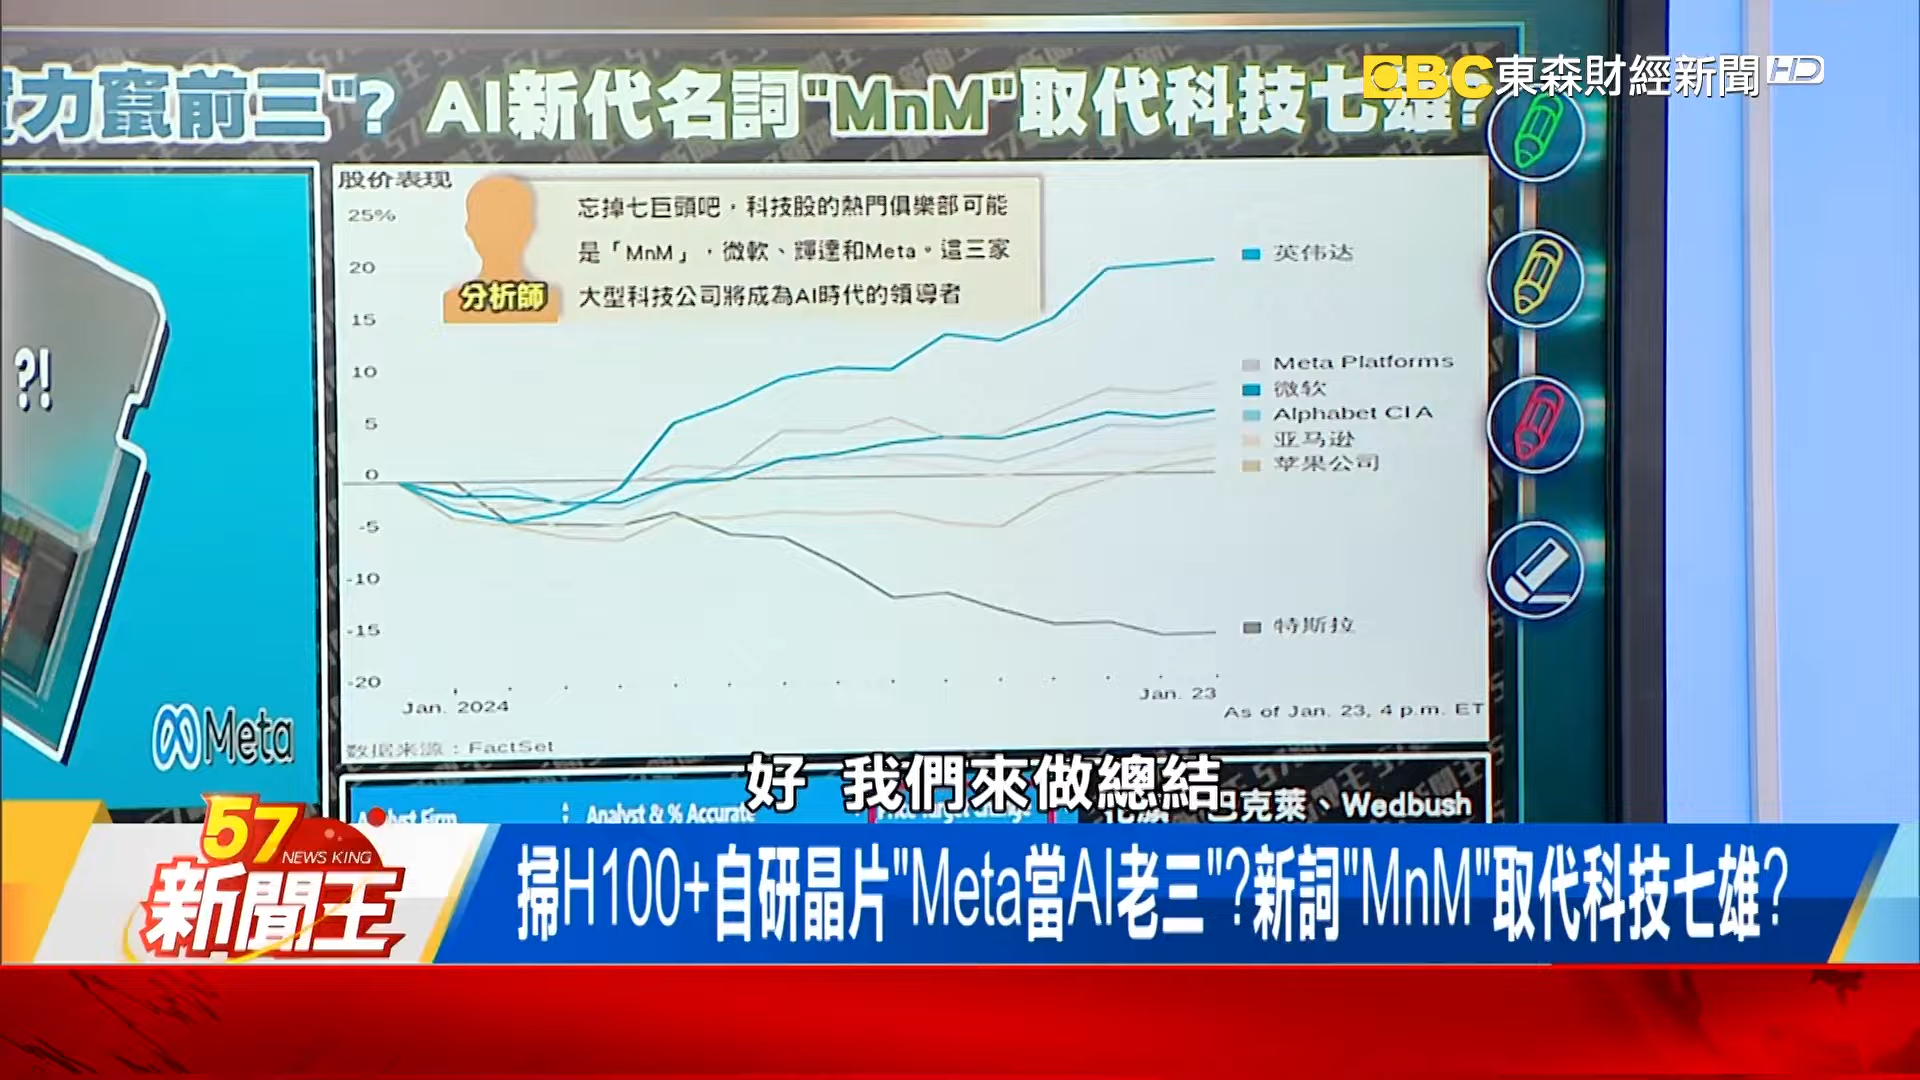 EBC東森財經新聞HD
力竄前三"? AI新代名詞"MnM"取代科技七雄?
股价表现
25%
20
15
10
5
0
-5
-10
-15
-20
分析師
忘掉七巨頭吧，科技股的熱門俱樂部可能
是「MnM」，微軟、輝達和Meta。這三家
大型科技公司將成為AI時代的領導者
英伟达
Meta Platforms
微软
Alphabet Cl A
亚马逊
苹果公司
特斯拉
Jan. 2024
Jan. 23
As of Jan. 23, 4 p.m. ET
数据来源：FactSet
?!
Meta
好 我們來做總結
Analyst Firm
Analyst & % Accurate
巴克萊、Wedbush
57
NEWS KING
新聞王
掃H100+自研晶片"Meta當AI老三"?新詞"MnM"取代科技七雄?